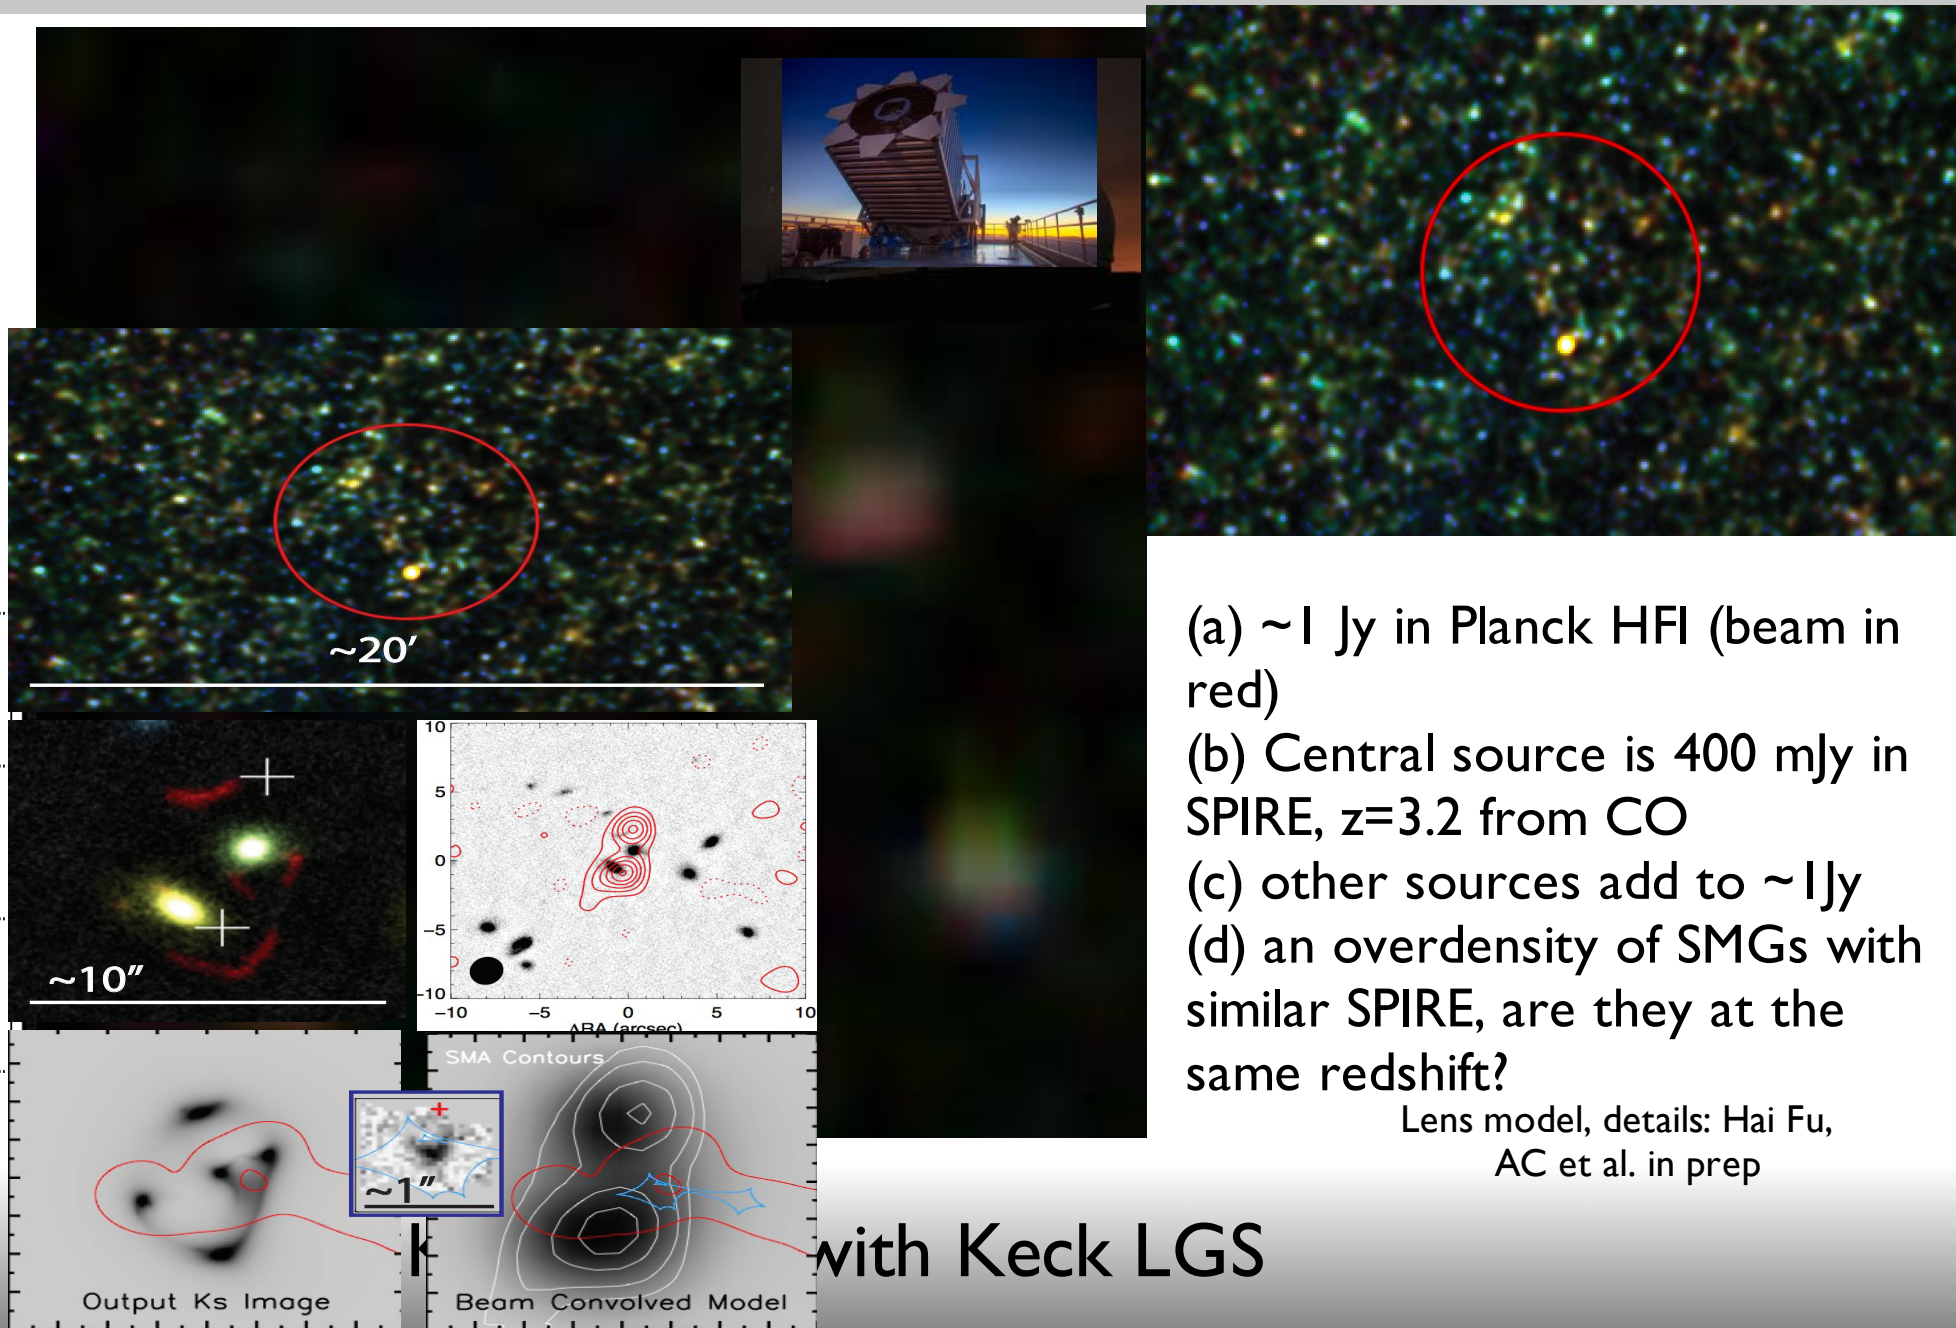 ~20’
~10”
10
5
0
−5
−10
−10 −5 0 5 10
SMA Contours
~1”
Output Ks Image
Beam Convolved Model
with Keck LGS
(a) ~1 Jy in Planck HFI (beam in
red)
(b) Central source is 400 mJy in
SPIRE, z=3.2 from CO
(c) other sources add to ~1Jy
(d) an overdensity of SMGs with
similar SPIRE, are they at the
same redshift?
Lens model, details: Hai Fu,
AC et al. in prep